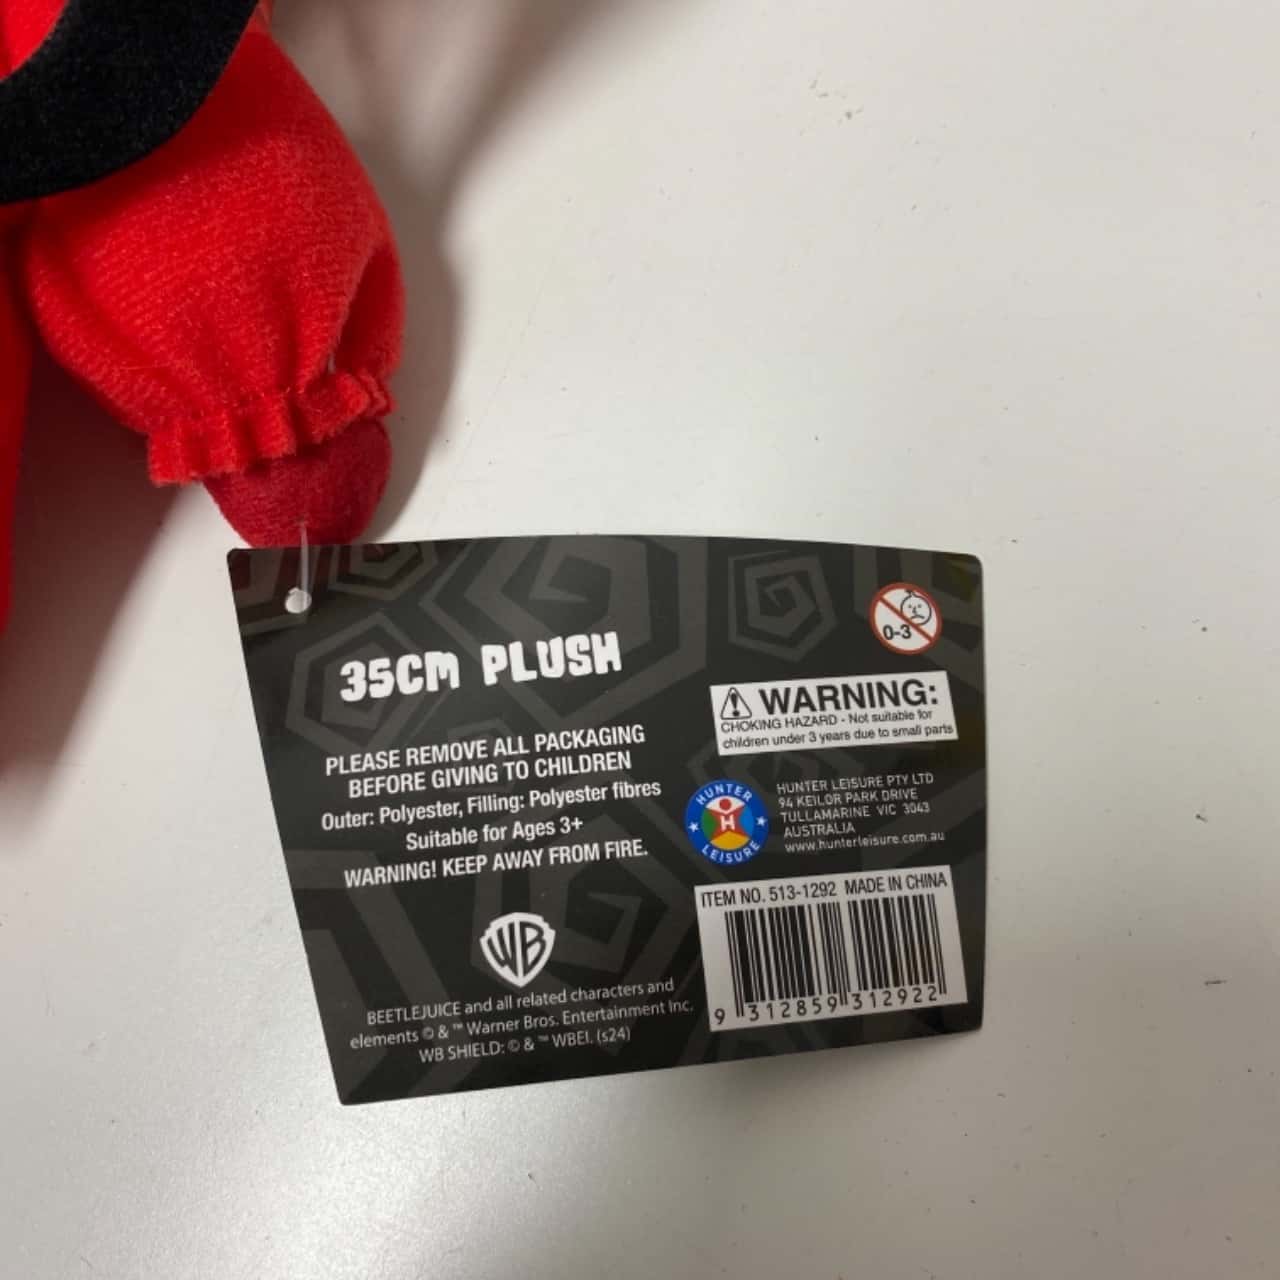 35CM PLUSH
PLEASE REMOVE ALL PACKAGING
BEFORE GIVING TO CHILDREN
Outer: Polyester, Filling: Polyester fibres
Suitable for Ages 3+
WARNING! KEEP AWAY FROM FIRE.
WB
BEETLEJUICE and all related characters and
elements © & ™ Warner Bros. Entertainment Inc.
WB SHIELD: © & ™ WBEI. (s24)
0-3
WARNING:
CHOKING HAZARD - Not suitable for
children under 3 years due to small parts
HUNTER
H
LEISURE
HUNTER LEISURE PTY LTD
94 KEILOR PARK DRIVE
TULLAMARINE VIC 3043
AUSTRALIA
www.hunterleisure.com.au
ITEM NO. 513-1292 MADE IN CHINA
9 312859 312922